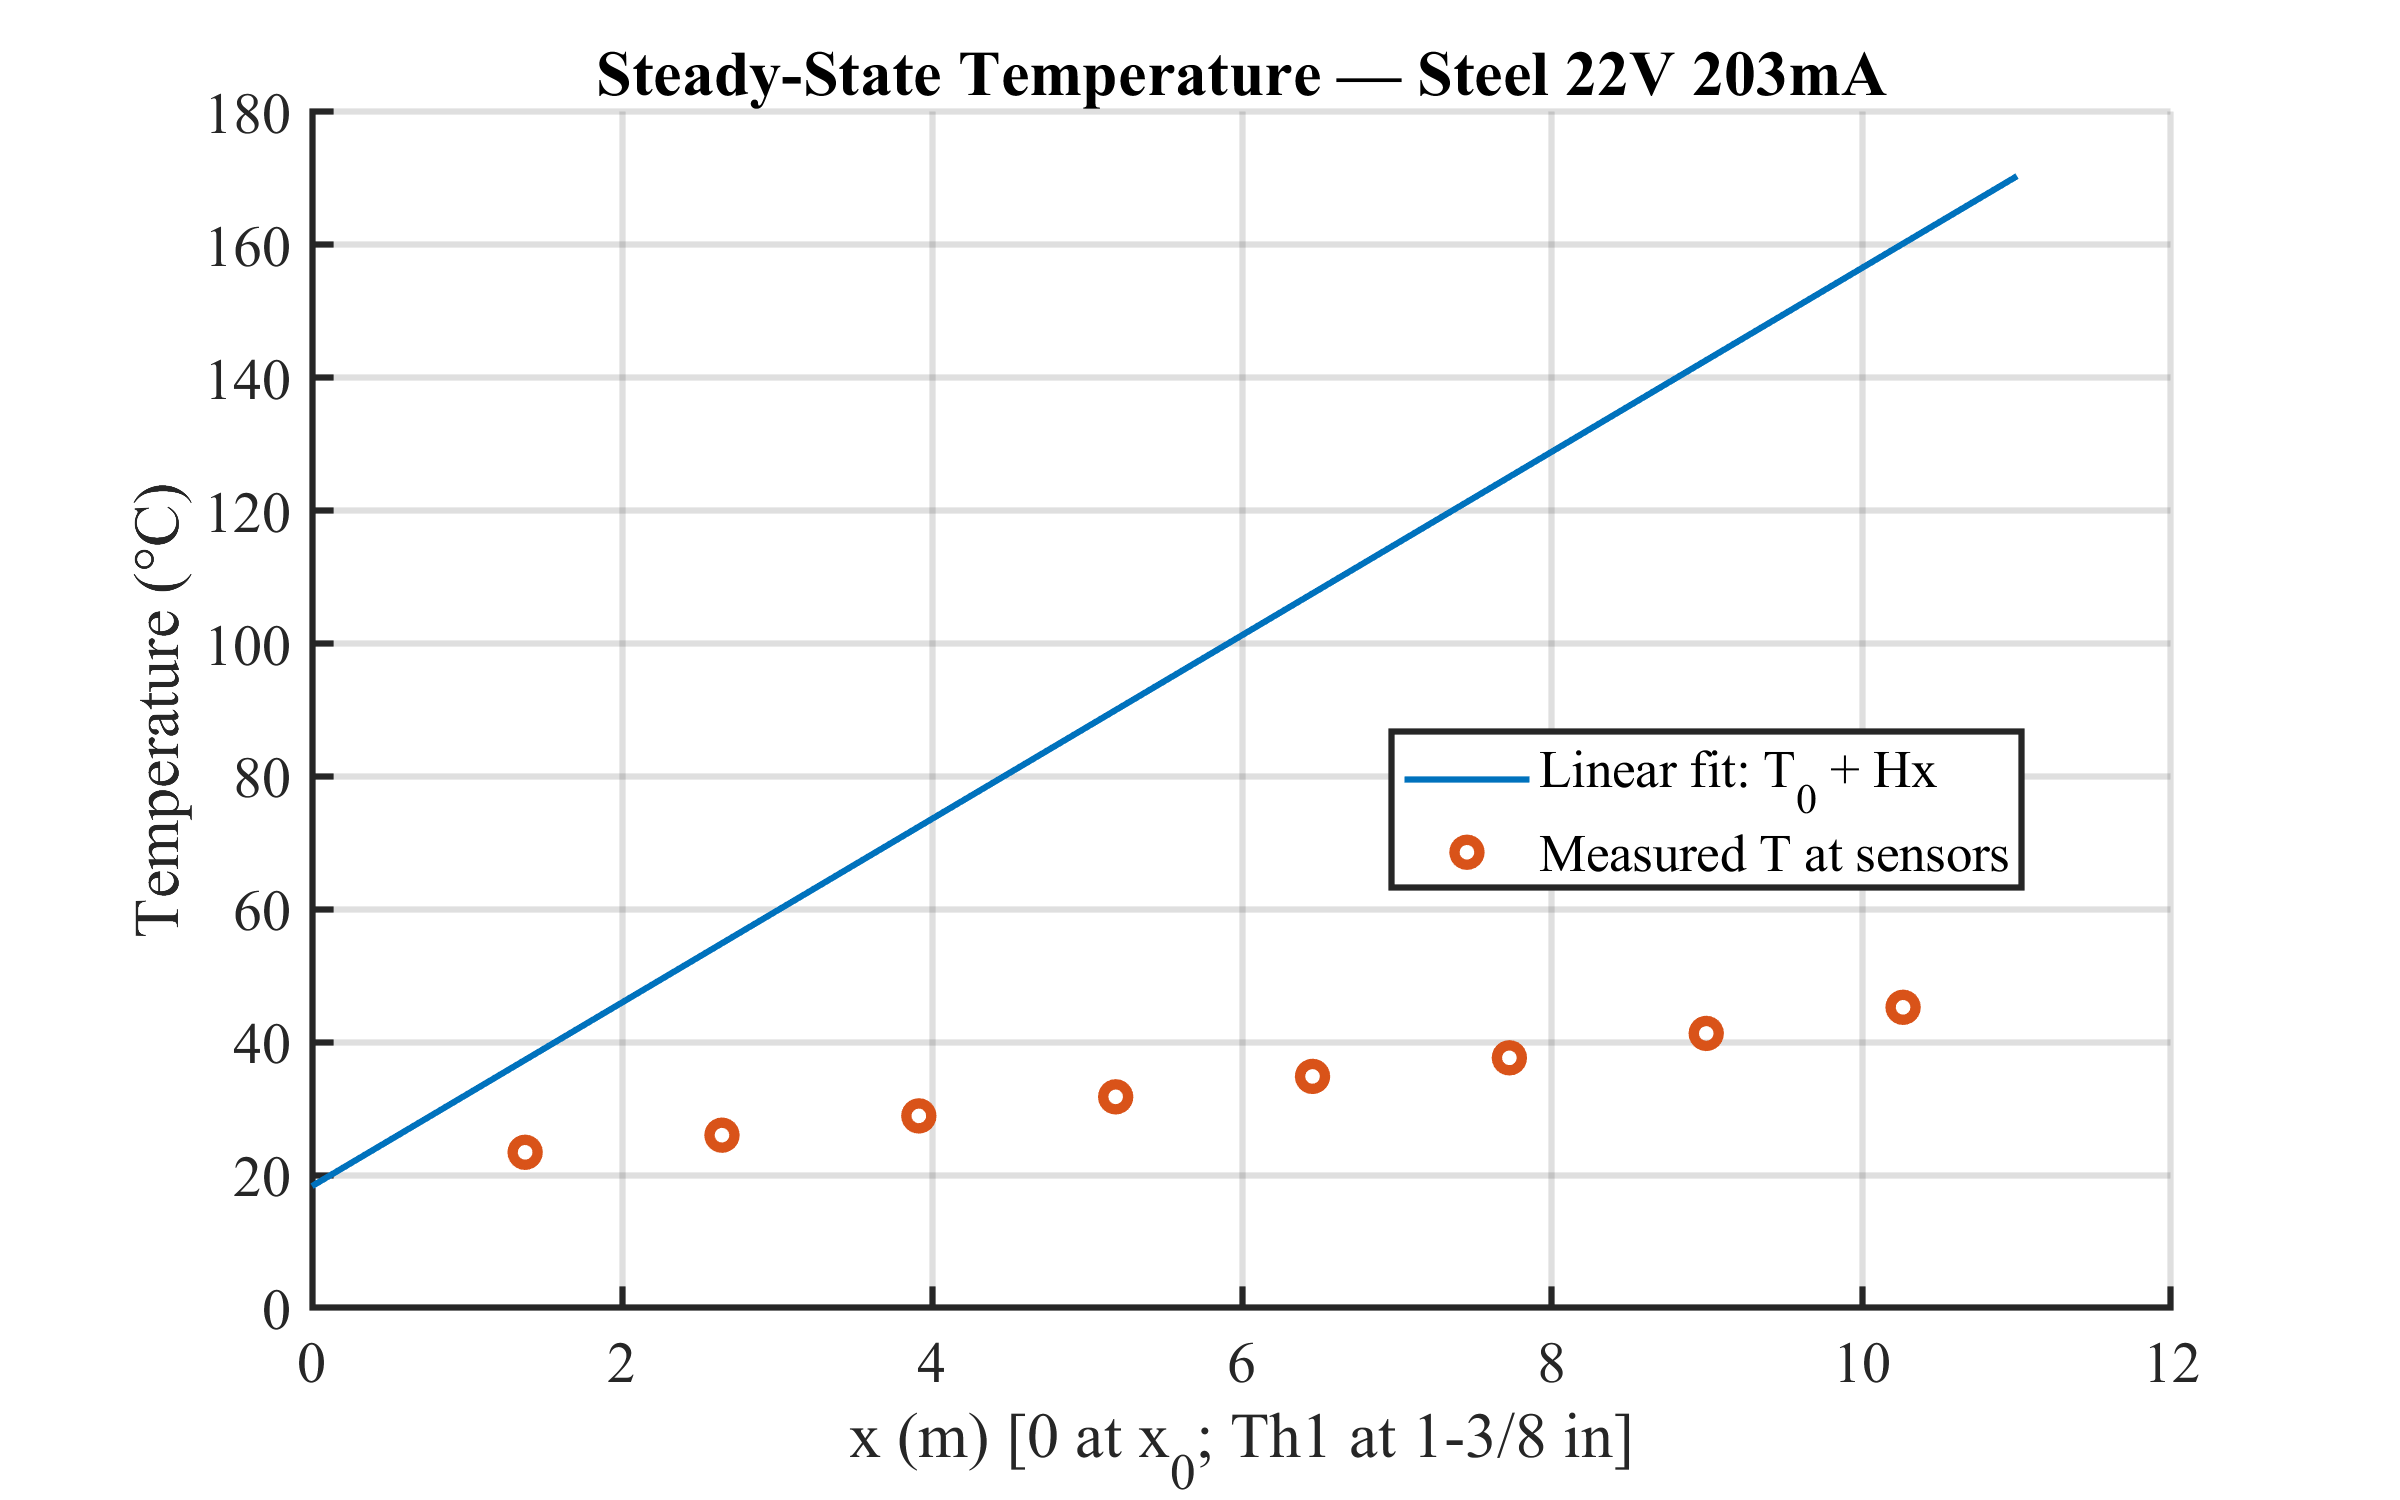 Steady-State Temperature — Steel 22V 203mA
180
160
140
120
100
80
60
40
20
0
Temperature (°C)
Linear fit: T0 + Hx
Measured T at sensors
0 2 4 6 8 10 12
x (m) [0 at x0; Th1 at 1-3/8 in]